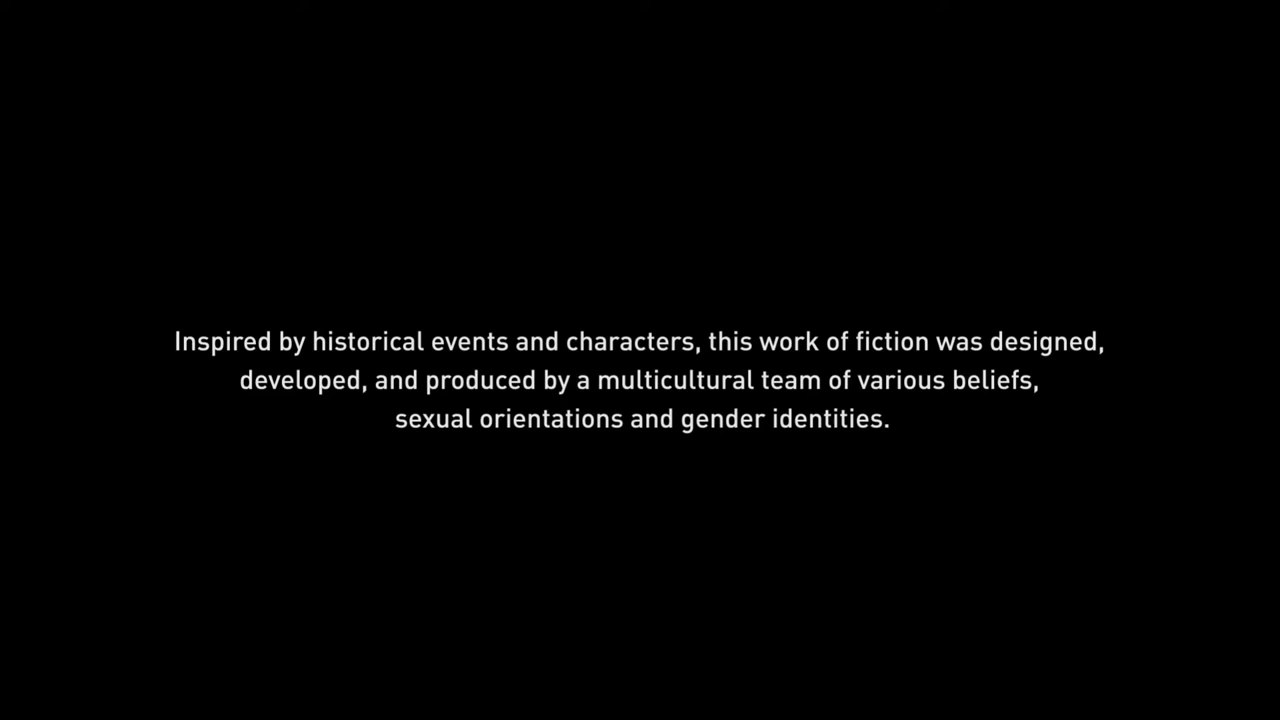 Inspired by historical events and characters, this work of fiction was designed,
developed, and produced by a multicultural team of various beliefs,
sexual orientations and gender identities.